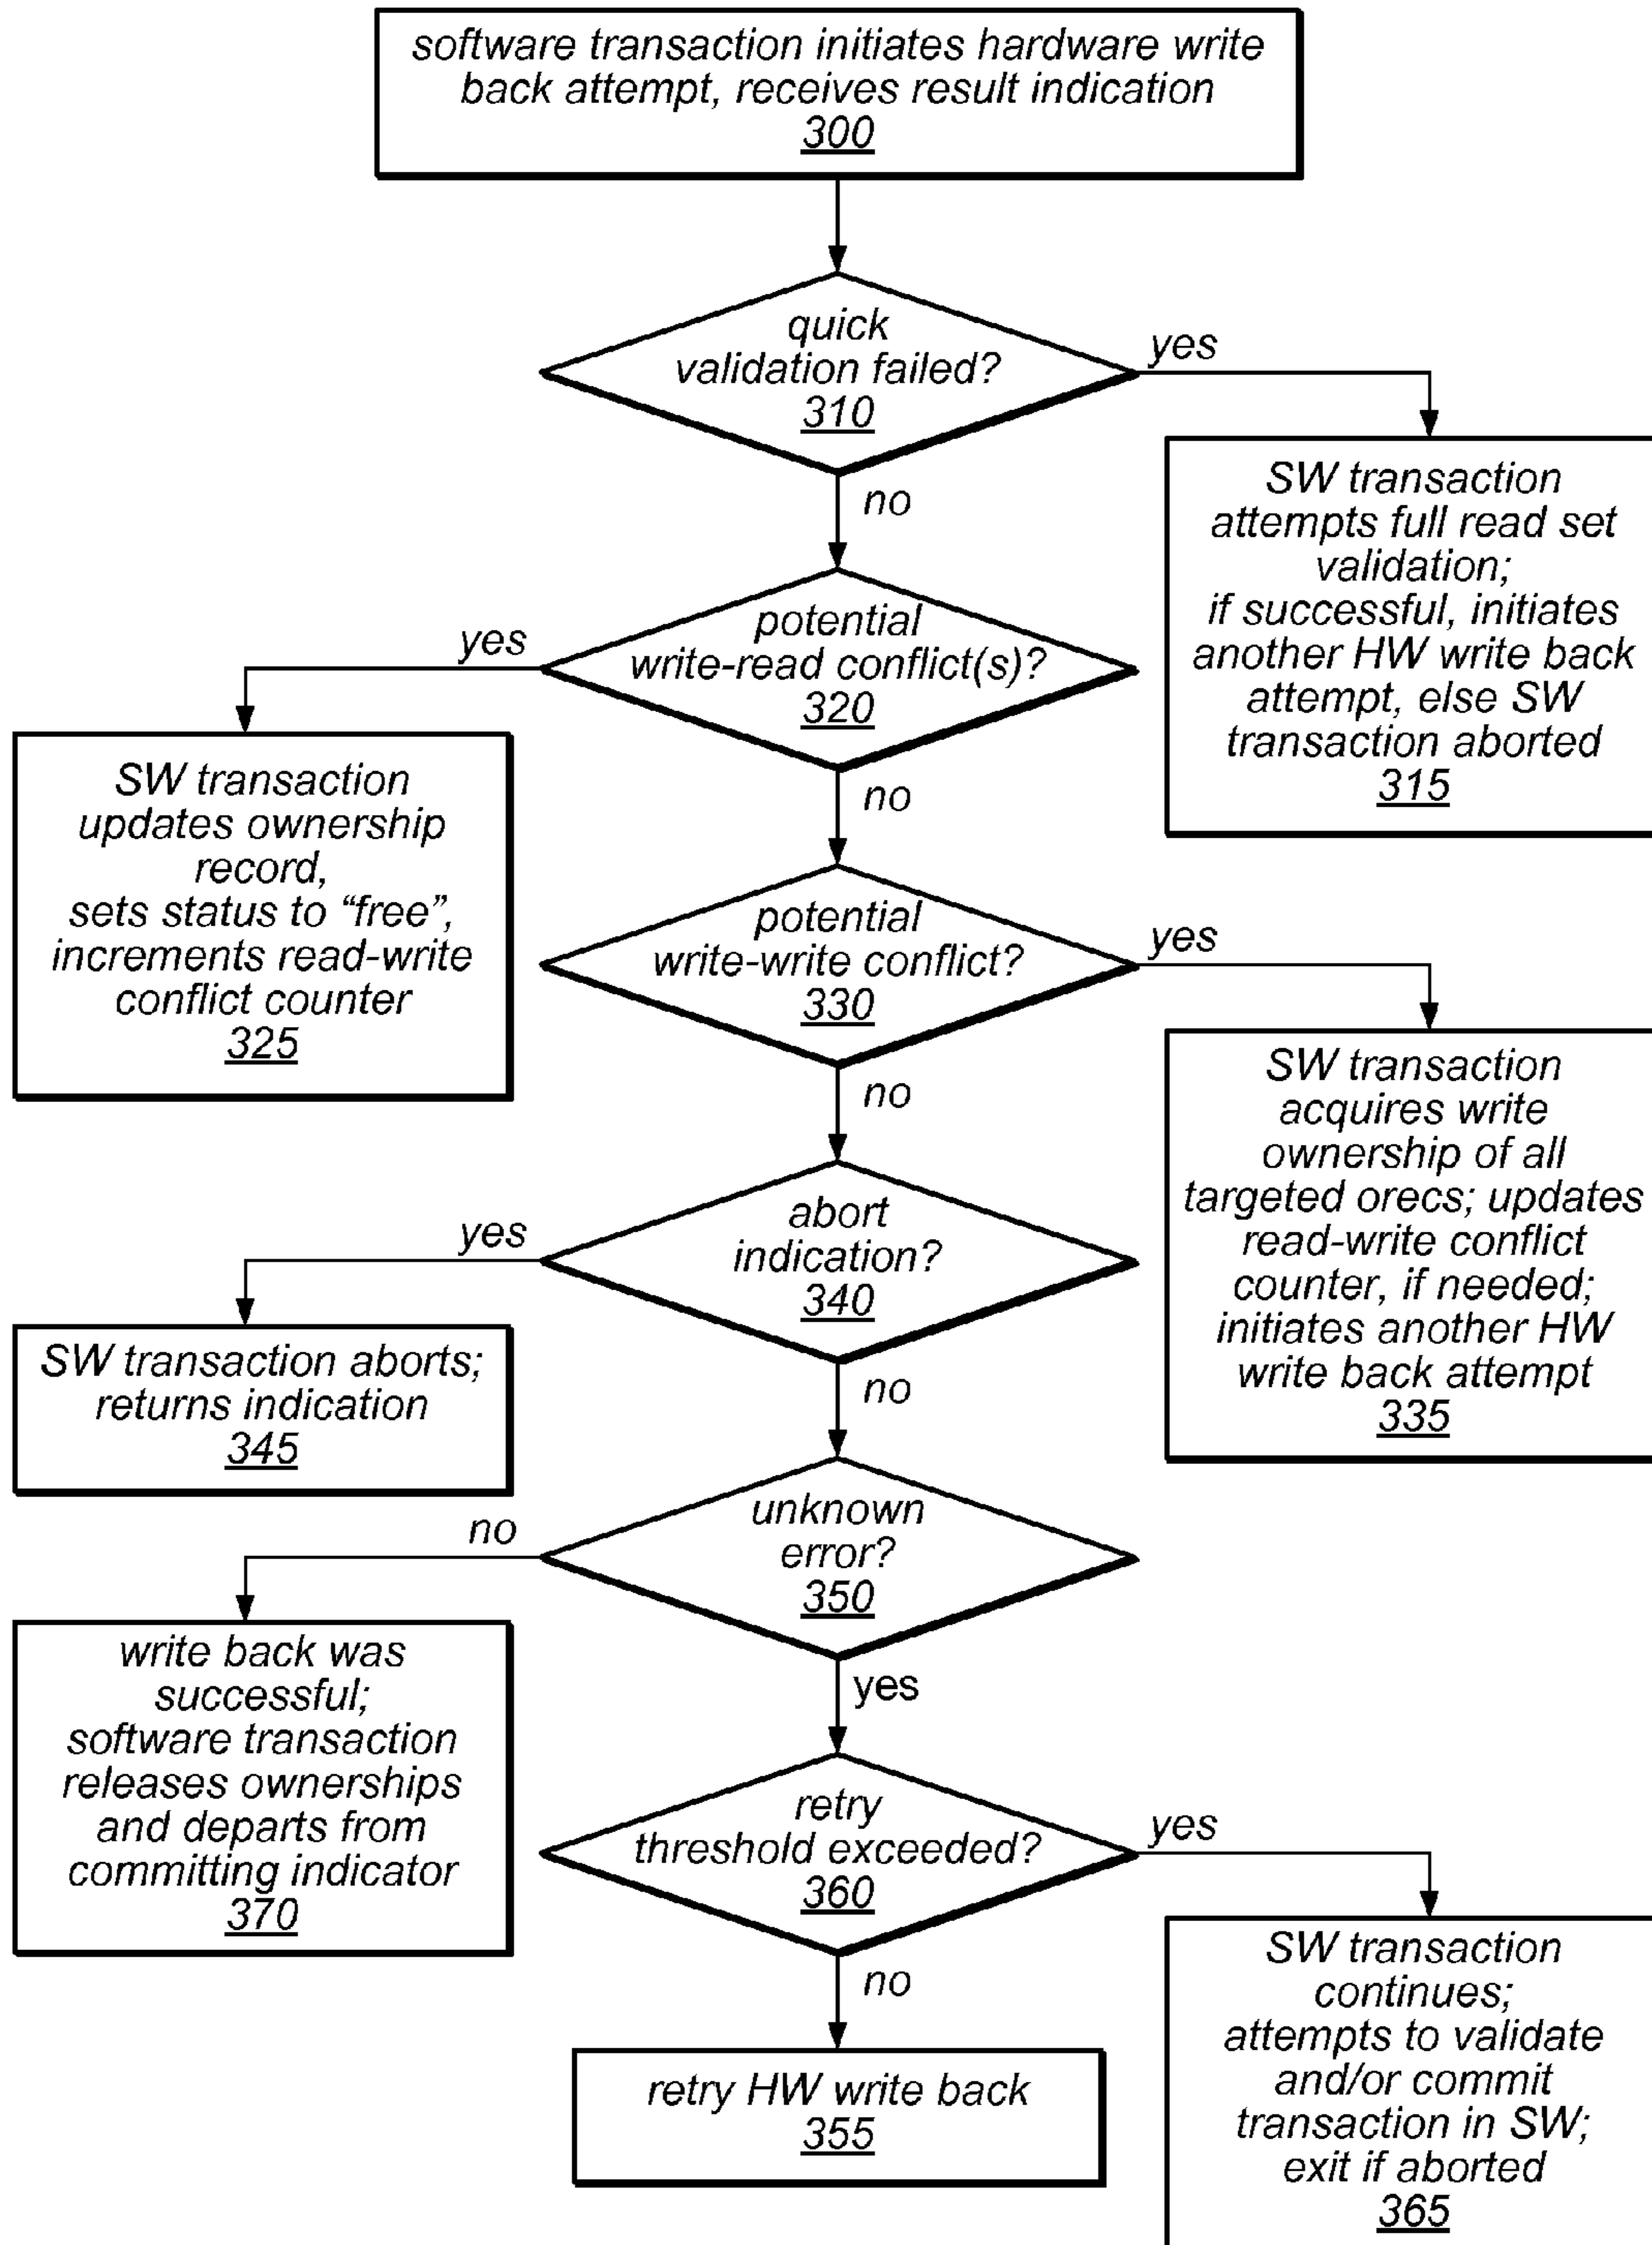 software transaction initiates hardware write
back attempt, receives result indication
300
quick
validation failed?
310
yes
no
SW transaction
attempts full read set
validation;
if successful, initiates
another HW write back
attempt, else SW
transaction aborted
315
potential
write-read conflict(s)?
320
yes
no
SW transaction
updates ownership
record,
sets status to “free”,
increments read-write
conflict counter
325
potential
write-write conflict?
330
yes
no
SW transaction
acquires write
ownership of all
targeted orecs; updates
read-write conflict
counter, if needed;
initiates another HW
write back attempt
335
abort
indication?
340
yes
no
SW transaction aborts;
returns indication
345
unknown
error?
350
no
yes
write back was
successful;
software transaction
releases ownerships
and departs from
committing indicator
370
retry
threshold exceeded?
360
yes
no
SW transaction
continues;
attempts to validate
and/or commit
transaction in SW;
exit if aborted
365
retry HW write back
355